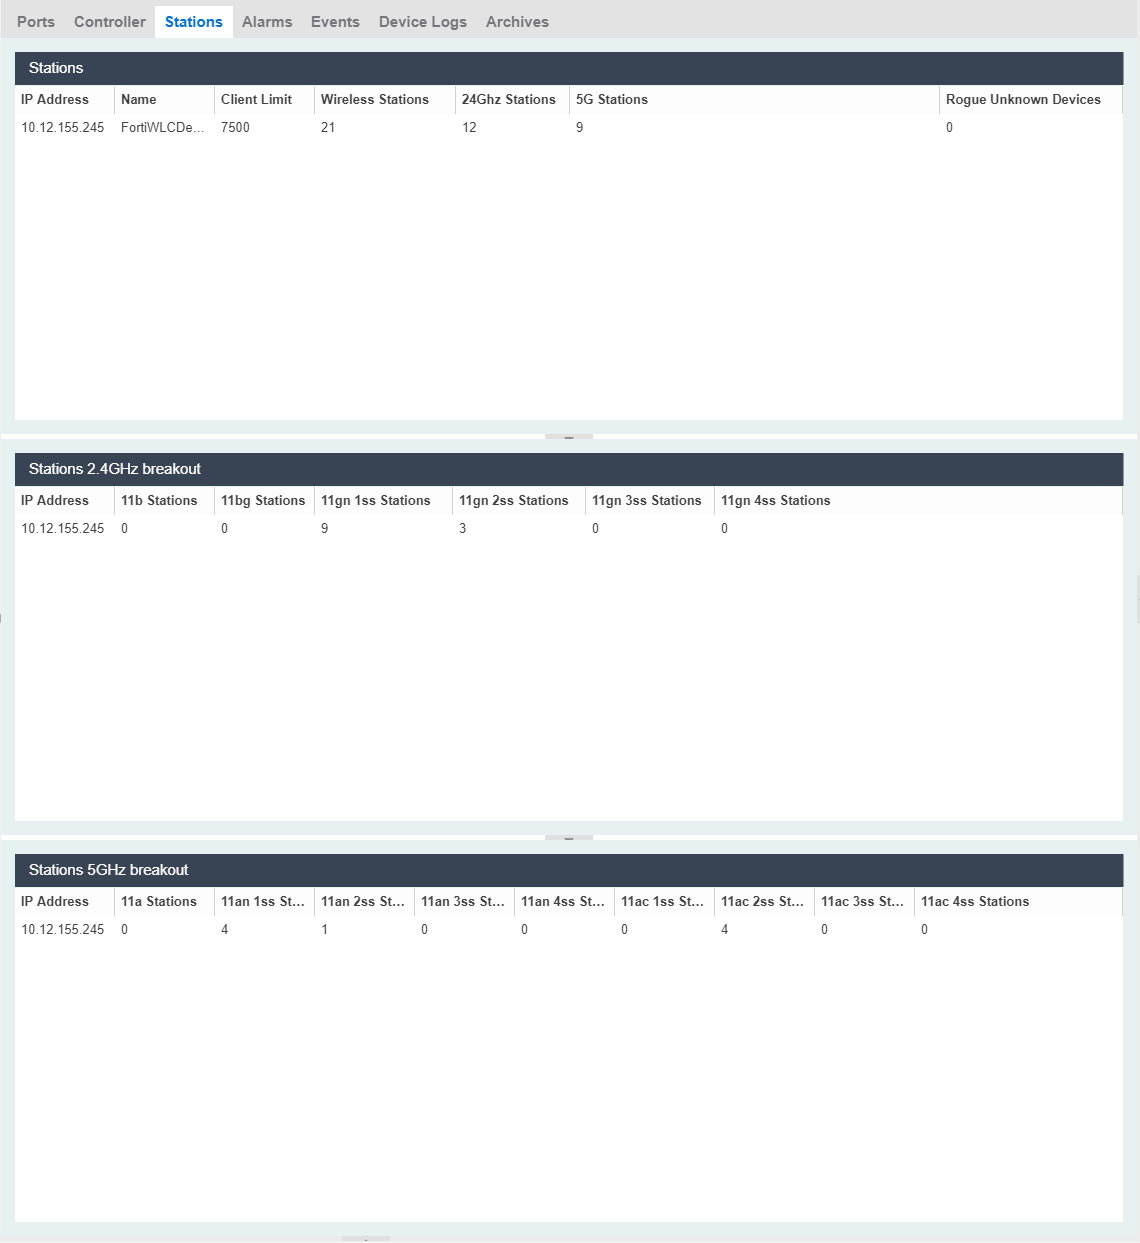 Ports Controller Stations Alarms Events Device Logs Archives
Stations
IP Address Name Client Limit Wireless Stations 24Ghz Stations 5G Stations Rogue Unknown Devices
10.12.155.245 FortiWLCDe... 7500 21 12 9 0
Stations 2.4GHz breakout
IP Address 11b Stations 11bg Stations 11gn 1ss Stations 11gn 2ss Stations 11gn 3ss Stations 11gn 4ss Stations
10.12.155.245 0 0 9 3 0 0
Stations 5GHz breakout
IP Address 11a Stations 11an 1ss St... 11an 2ss St... 11an 3ss St... 11an 4ss St... 11ac 1ss St... 11ac 2ss St... 11ac 3ss St... 11ac 4ss Stations
10.12.155.245 0 4 1 0 0 0 4 0 0